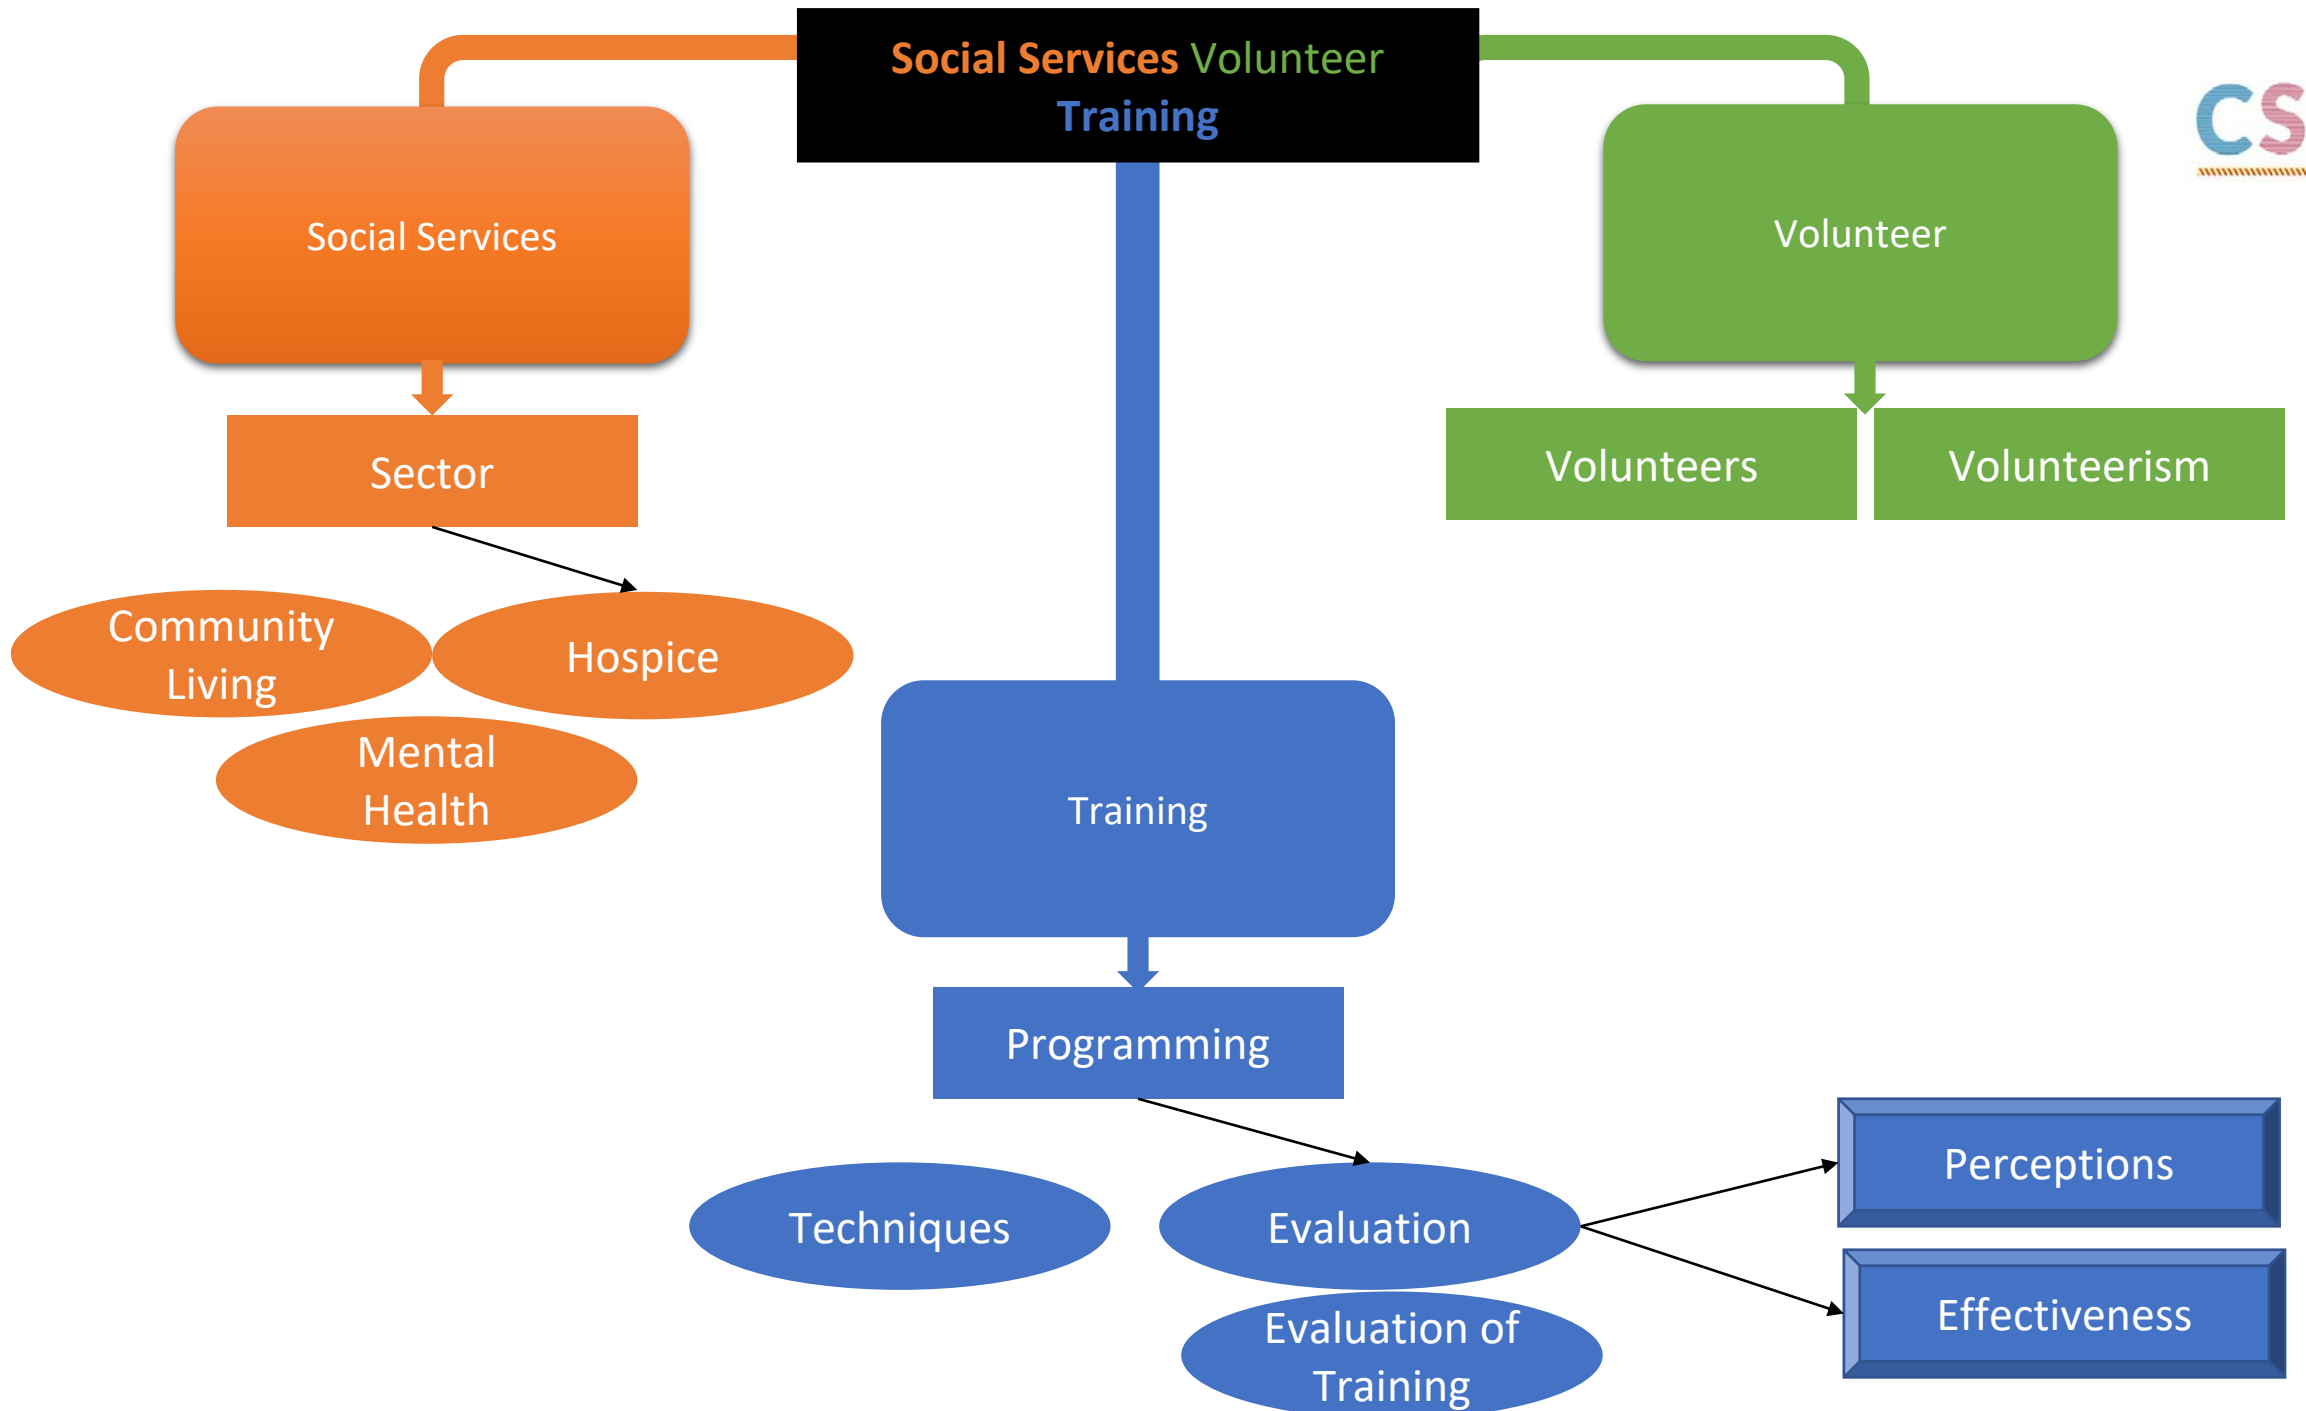 Social Services Volunteer
Training
CS
Social Services
Volunteer
Sector
Volunteers
Volunteerism
Community
Living
Hospice
Mental
Health
Training
Programming
Techniques
Evaluation
Perceptions
Effectiveness
Evaluation of
Training